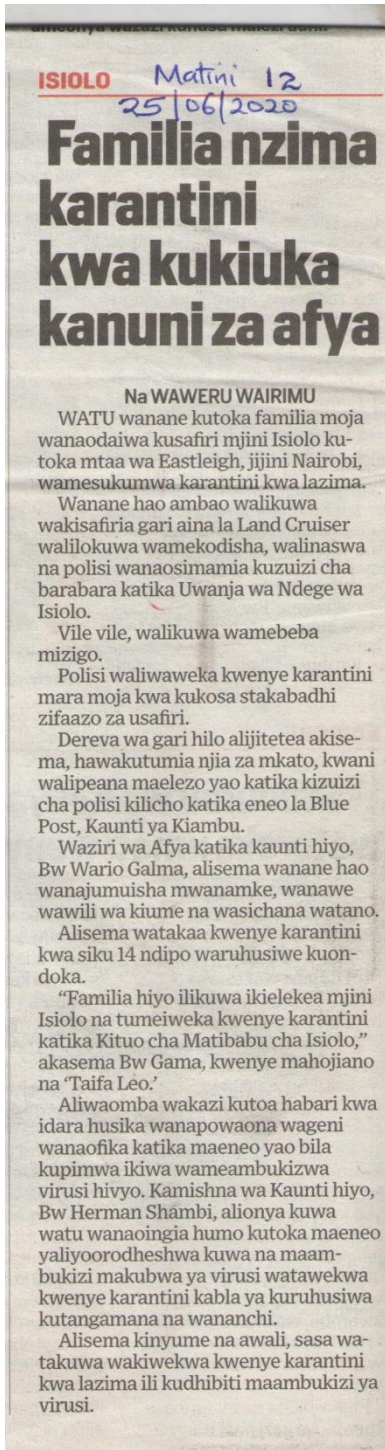 ISIOLO Matini 12
25/06/2020
Familia nzima
karantini
kwa kukiuka
kanuni za afya
Na WAWERU WAIRIMU
WATU wanane kutoka familia moja
wanaodaiwa kusafiri mjini Isiolo ku-
toka mtaa wa Eastleigh, jijini Nairobi,
wamesukumwa karantini kwa lazima.
Wanane hao ambao walikuwa
wakisafiria gari aina la Land Cruiser
walilokuwa wamekodisha, walinaswa
na polisi wanaosimamia kuzuizi cha
barabara katika Uwanja wa Ndege wa
Isiolo.
Vile vile, walikuwa wamebeba
mizigo.
Polisi waliwaweka kwenye karantini
mara moja kwa kukosa stakabadhi
zifaazo za usafiri.
Dereva wa gari hilo alijitetea akise-
ma, hawakutumia njia za mkato, kwani
walipeana maelezo yao katika kizuizi
cha polisi kilicho katika eneo la Blue
Post, Kaunti ya Kiambu.
Waziri wa Afya katika kaunti hiyo,
Bw Wario Galma, alisema wanane hao
wanajumuisha mwanamke, wanawe
wawili wa kiume na wasichana watano.
Alisema watakaa kwenye karantini
kwa siku 14 ndipo waruhusiwe kuon-
doka.
“Familia hiyo ilikuwa ikielekea mjini
Isiolo na tumeiweka kwenye karantini
katika Kituo cha Matibabu cha Isiolo,”
akasema Bw Gama, kwenye mahojiano
na ‘Taifa Leo.’
Aliwaomba wakazi kutoa habari kwa
idara husika wanapowaona wageni
wanaofika katika maeneo yao bila
kupimwa ikiwa wameambukizwa
virusi hivyo. Kamishna wa Kaunti hiyo,
Bw Herman Shambi, alionya kuwa
watu wanaoingia humo kutoka maeneo
yaliyoorodheshwa kuwa na maam-
bukizi makubwa ya virusi watawekwa
kwenye karantini kabla ya kuruhusiwa
kutangamana na wananchi.
Alisema kinyume na awali, sasa wa-
takuwa wakiwekwa kwenye karantini
kwa lazima ili kudhibiti maambukizi ya
virusi.